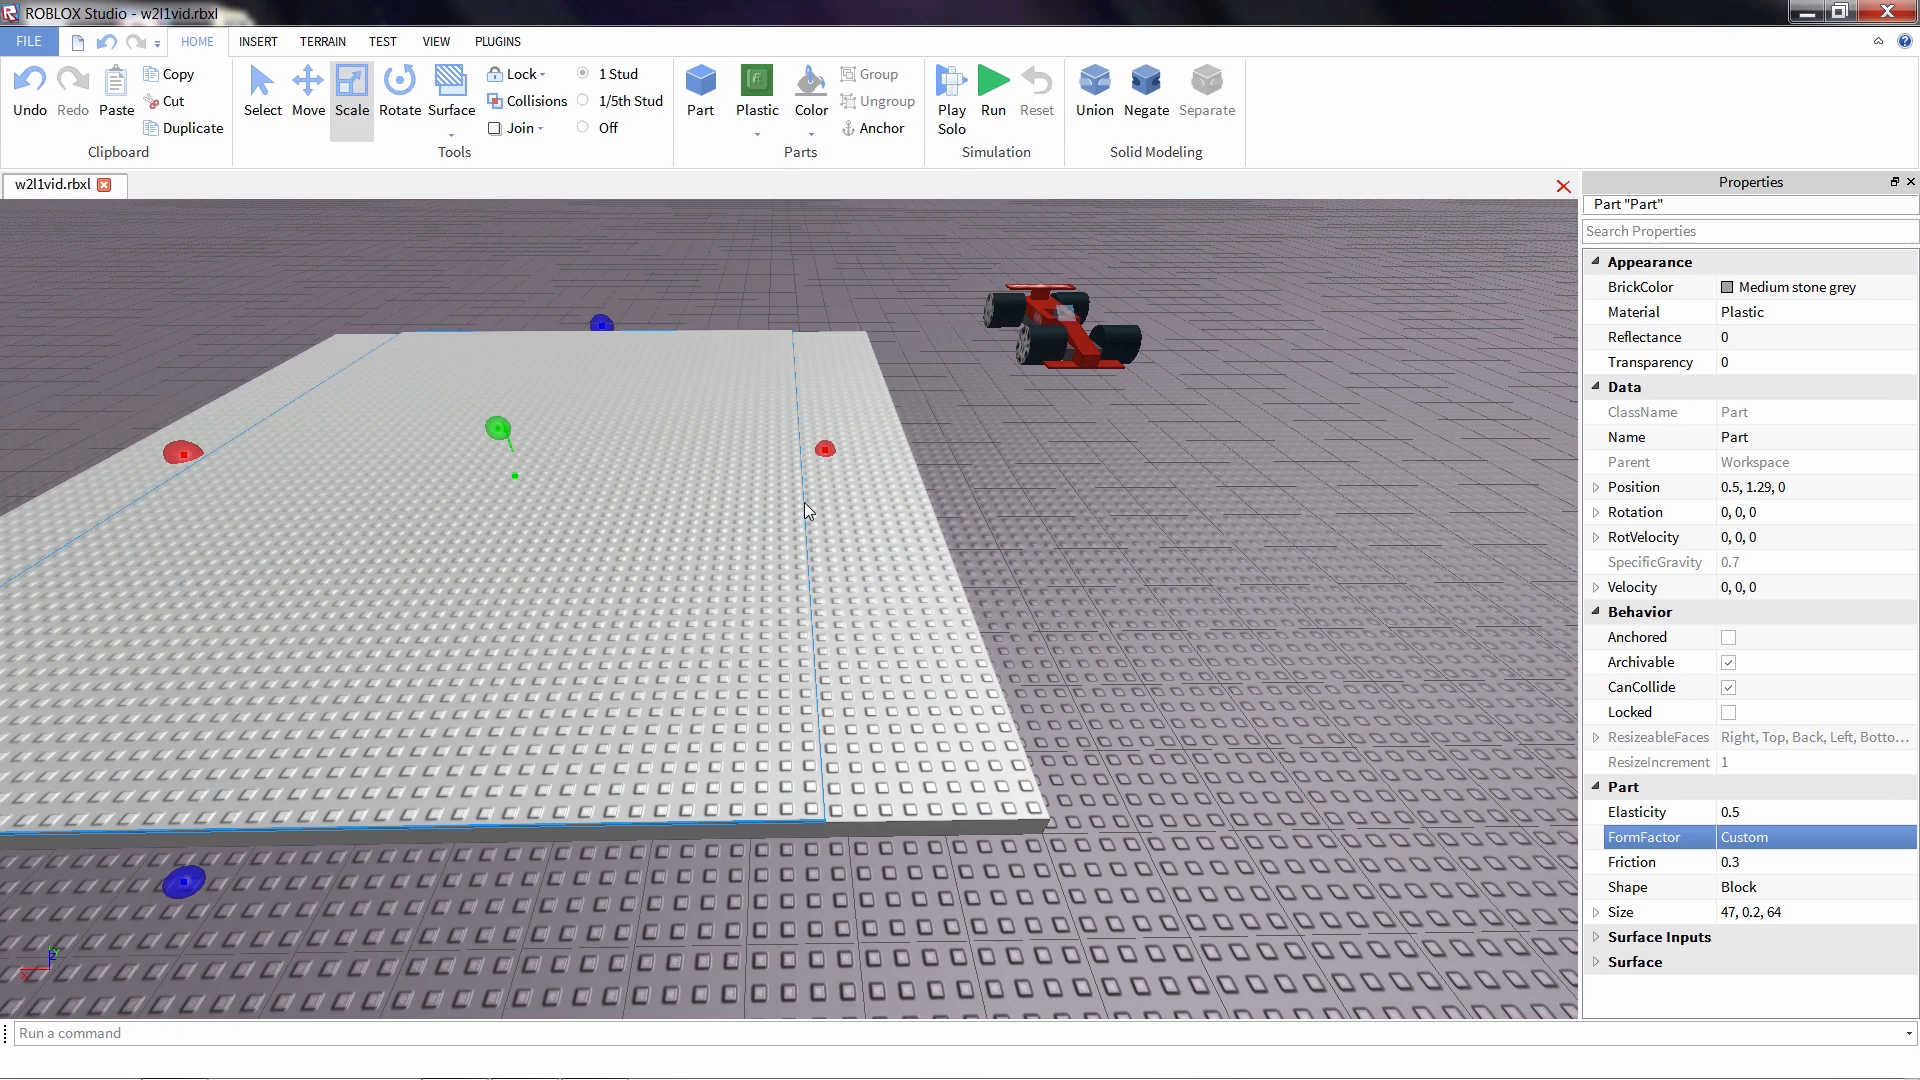 ROBLOX Studio - w2l1vid.rbxl
FILE HOME INSERT TERRAIN TEST VIEW PLUGINS
Undo Redo Paste Copy Cut Duplicate
Clipboard
Select Move Scale Rotate Surface Lock Collisions Join 1 Stud 1/5th Stud Off
Tools
Part Plastic Color Group Ungroup Anchor
Parts
Play Solo Run Reset
Simulation
Union Negate Separate
Solid Modeling
w2l1vid.rbxl
Properties
Part "Part"
Search Properties
Appearance
BrickColor Medium stone grey
Material Plastic
Reflectance 0
Transparency 0
Data
ClassName Part
Name Part
Parent Workspace
Position 0.5, 1.29, 0
Rotation 0, 0, 0
RotVelocity 0, 0, 0
SpecificGravity 0.7
Velocity 0, 0, 0
Behavior
Anchored
Archivable
CanCollide
Locked
ResizeableFaces Right, Top, Back, Left, Botto...
ResizeIncrement 1
Part
Elasticity 0.5
FormFactor Custom
Friction 0.3
Shape Block
Size 47, 0.2, 64
Surface Inputs
Surface
Run a command